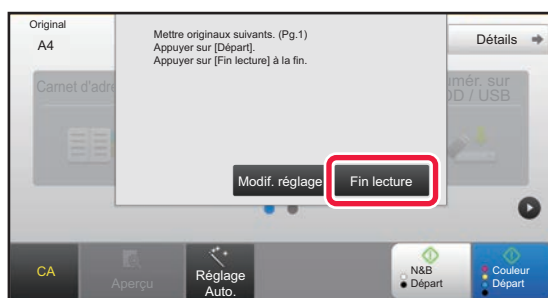 Original
A4
Mettre originaux suivants. (Pg.1)
Appuyer sur [Départ].
Appuyer sur [Fin lecture] à la fin.
Détails
Carnet d'adre
mér. sur
DD / USB
Modif. réglage
Fin lecture
CA
Aperçu
Réglage
Auto.
N&B
Départ
Couleur
Départ